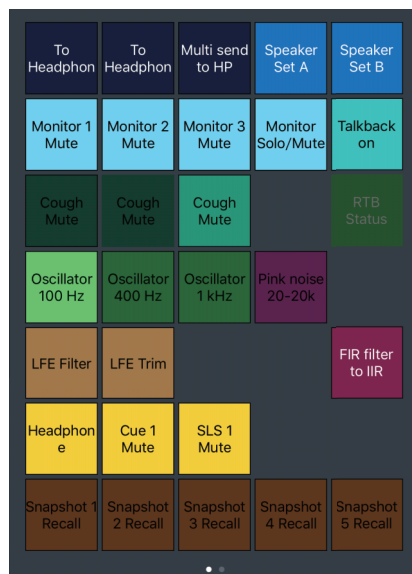 To
Headphon
To
Headphon
Multi send
to HP
Speaker
Set A
Speaker
Set B
Monitor 1
Mute
Monitor 2
Mute
Monitor 3
Mute
Monitor
Solo/Mute
Talkback
on
Cough
Mute
Cough
Mute
Cough
Mute
RTB
Status
Oscillator
100 Hz
Oscillator
400 Hz
Oscillator
1 kHz
Pink noise
20-20k
LFE Filter
LFE Trim
FIR filter
to IIR
Headphon
e
Cue 1
Mute
SLS 1
Mute
Snapshot 1
Recall
Snapshot
2 Recall
Snapshot
3 Recall
Snapshot
4 Recall
Snapshot
5 Recall